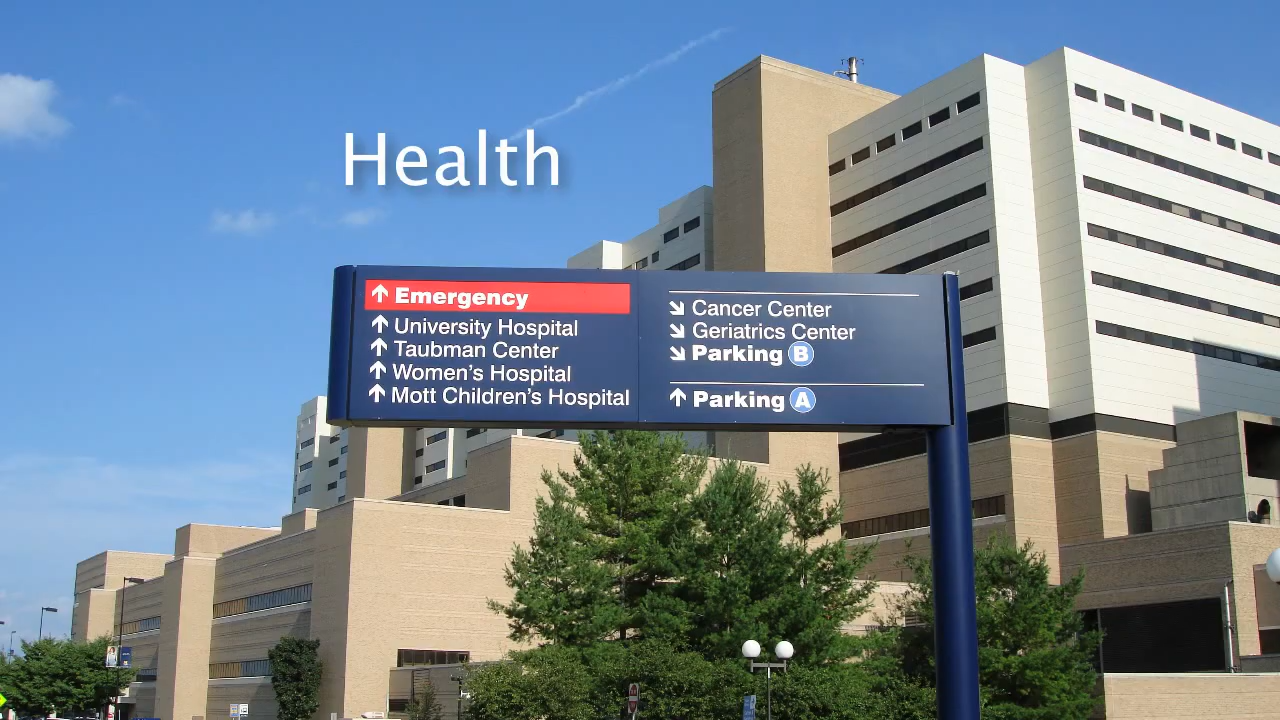 Health
↑ Emergency
↑ University Hospital
↑ Taubman Center
↑ Women's Hospital
↑ Mott Children's Hospital
↘ Cancer Center
↘ Geriatrics Center
↘ Parking B
↑ Parking A